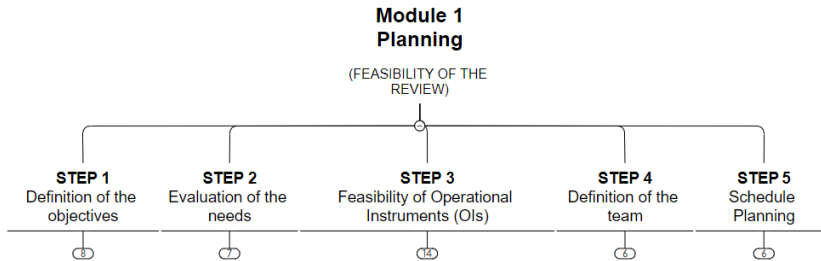 Module 1
Planning
(FEASIBILITY OF THE
REVIEW)
STEP 1
Definition of the
objectives
8
STEP 2
Evaluation of the
needs
7
STEP 3
Feasibility of Operational
Instruments (OIs)
14
STEP 4
Definition of the
team
6
STEP 5
Schedule
Planning
6